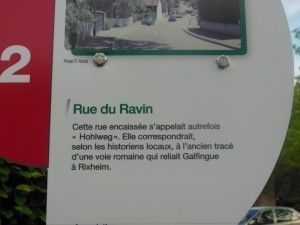 2
Rue du Ravin
Cette rue encaissée s'appelait autrefois
« Hohlweg ». Elle correspondrait,
selon les historiens locaux, à l'ancien tracé
d'une voie romaine qui reliait Galfingue
à Rixheim.